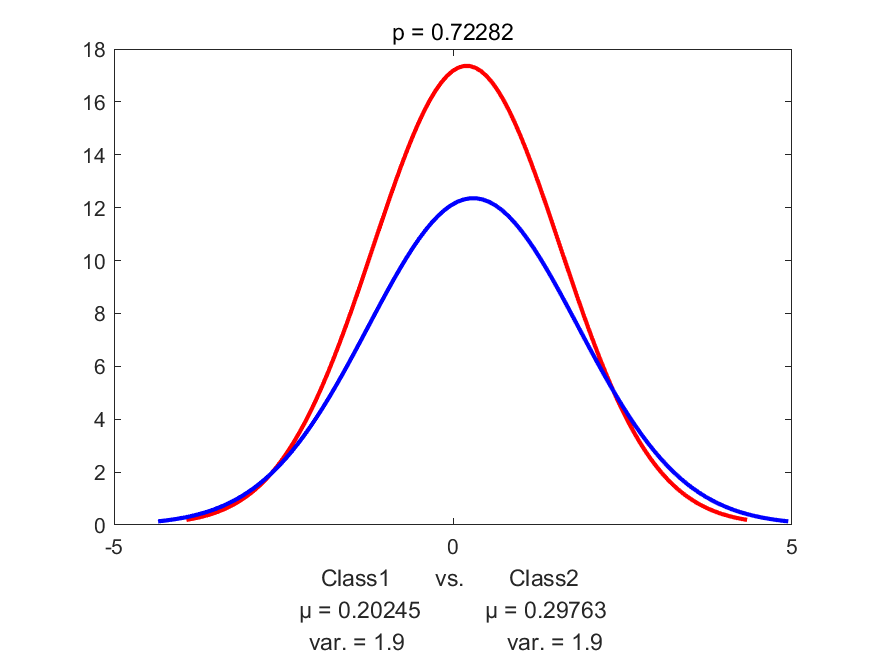 p = 0.72282
18
16
14
12
10
8
6
4
2
0
-5 0 5
Class1 vs. Class2
μ = 0.20245 μ = 0.29763
var. = 1.9 var. = 1.9